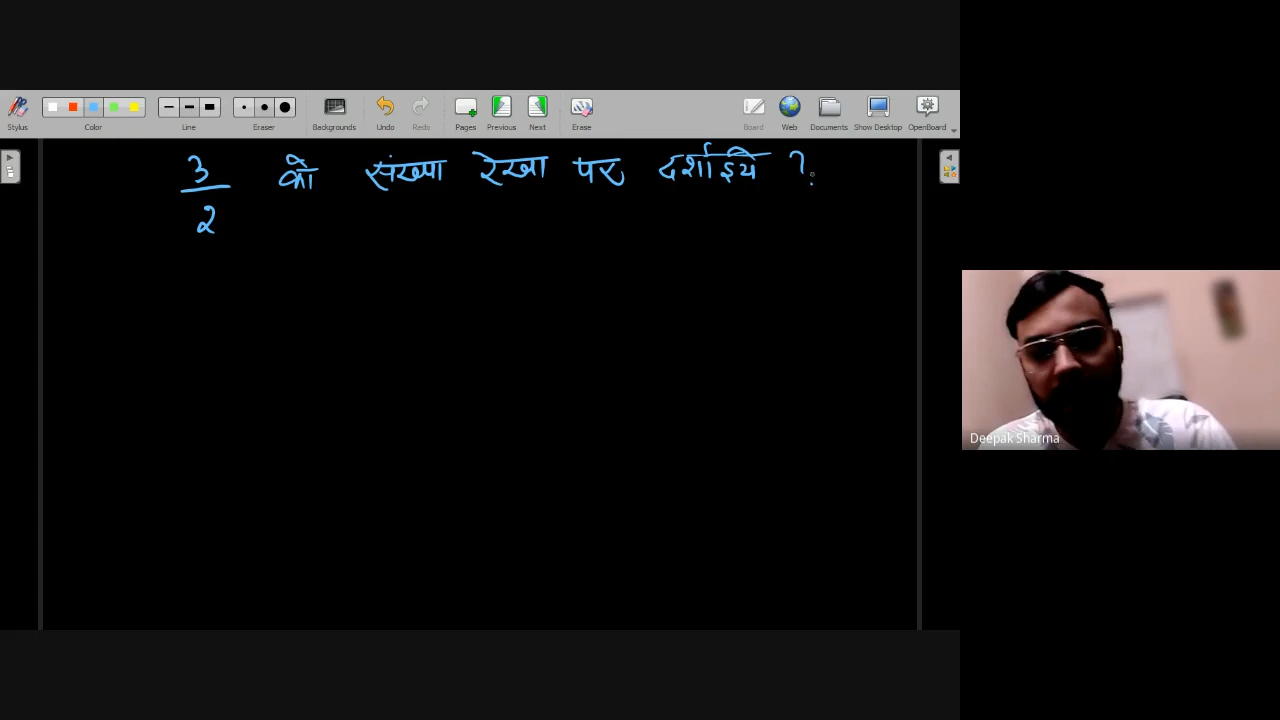 Stylus
Color
Line
Eraser
Backgrounds
Undo
Redo
Pages
Previous
Next
Erase
Board
Web
Documents
Show Desktop
OpenBoard
3/2 को संख्या रेखा पर दर्शाइये ?
Deepak Sharma